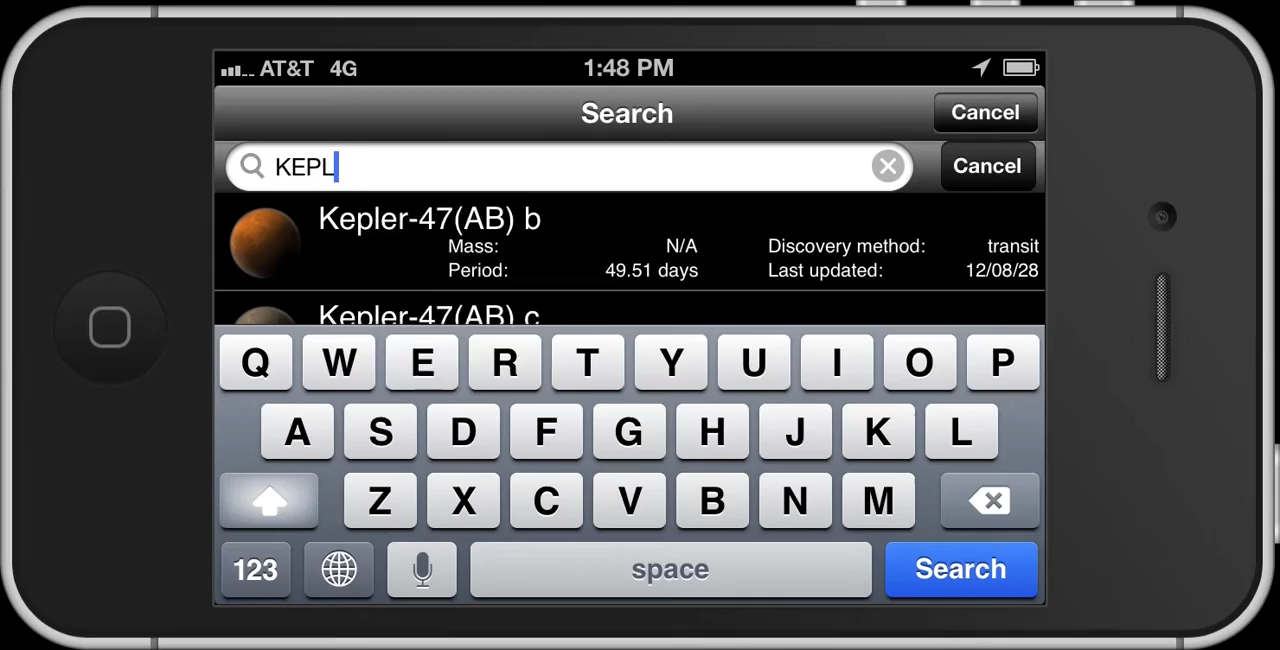 AT&T 4G 1:48 PM
Search Cancel
KEPL Cancel
Kepler-47(AB) b
Mass: N/A Discovery method: transit
Period: 49.51 days Last updated: 12/08/28
Kepler-47(AB) c
Q W E R T Y U I O P
A S D F G H J K L
Z X C V B N M
123 space Search